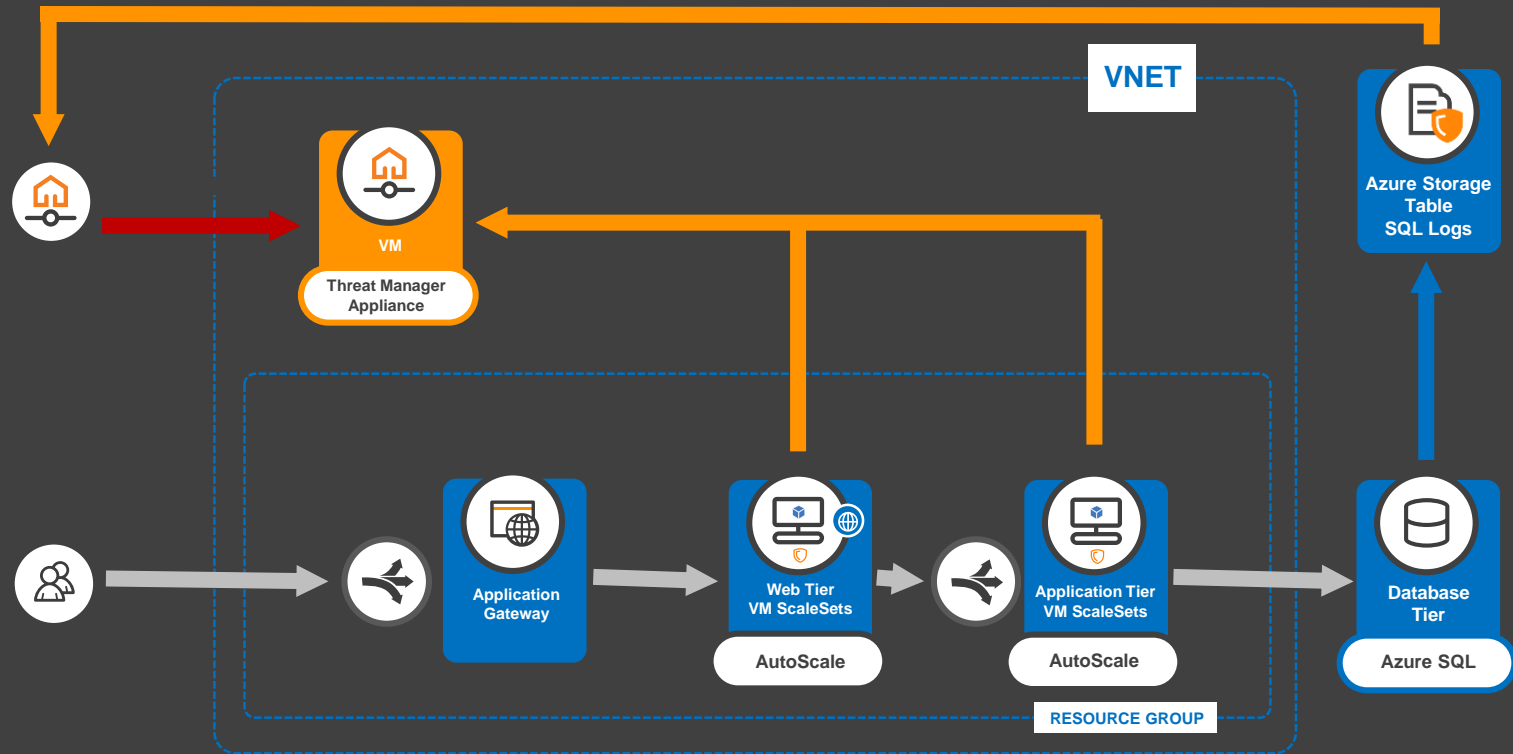 VNET
Azure Storage
Table
SQL Logs
VM
Threat Manager
Appliance
Application
Gateway
Web Tier
VM ScaleSets
AutoScale
Application Tier
VM ScaleSets
AutoScale
Database
Tier
Azure SQL
RESOURCE GROUP